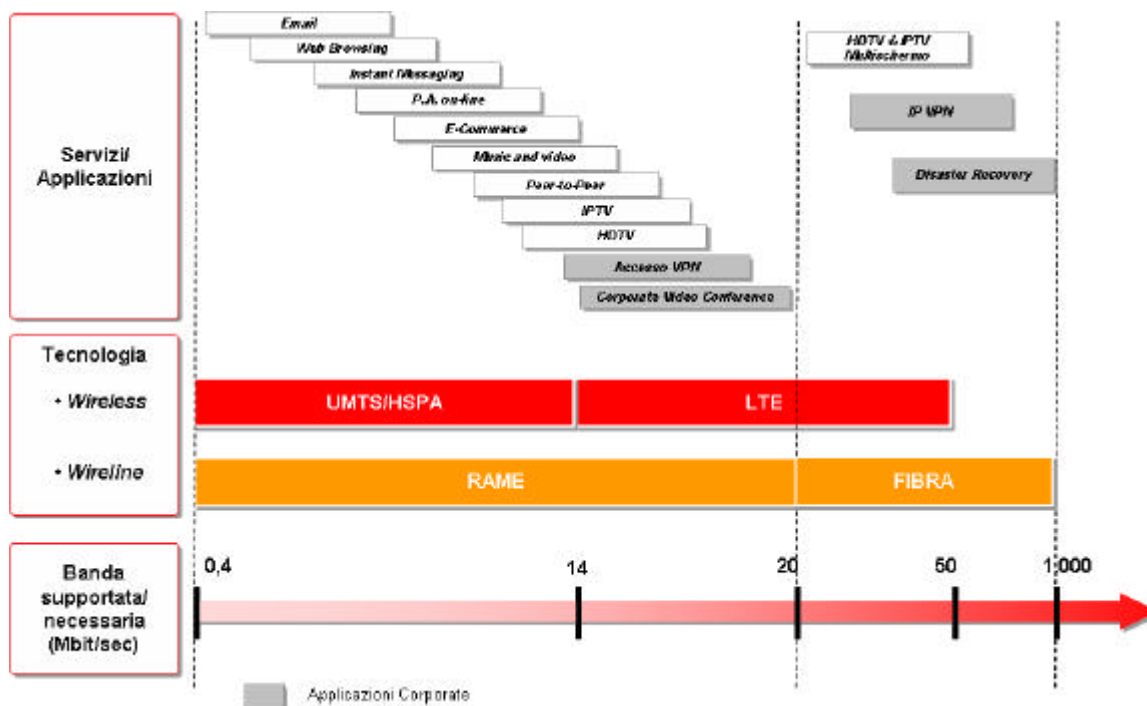 Servizi/
Applicazioni
Email
Web Browsing
Instant Messaging
P.A. on-line
E-Commerce
Music and video
Peer-to-Peer
IPTV
HDTV
Accesso VPN
Corporate Video Conference
HDTV & IPTV
Multischermo
IP VPN
Disaster Recovery
Tecnologia
• Wireless
UMTS/HSPA
LTE
• Wireline
RAME
FIBRA
Banda
supportata/
necessaria
(Mbit/sec)
0,4
14
20
50
1,000
Applicazioni Corporate